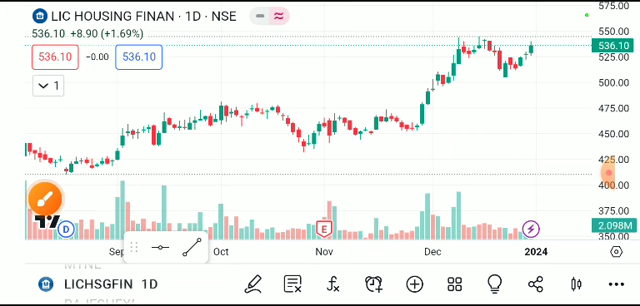 LIC HOUSING FINAN · 1D · NSE
536.10 +8.90 (+1.69%)
536.10 −0.00 536.10
1
575.00
550.00
536.10
525.00
500.00
475.00
450.00
425.00
400.00
375.00
2.098M
350.00
D E
Sep Oct Nov Dec 2024
LICHSGFIN 1D